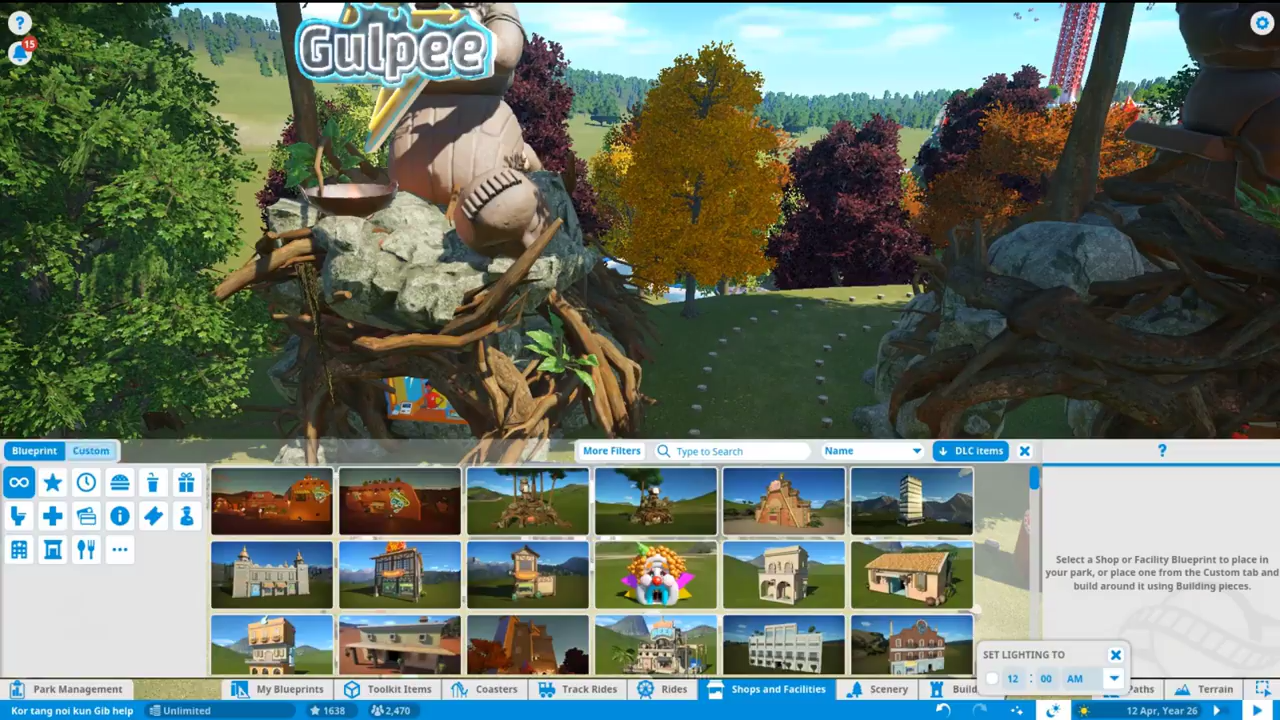 ?
15
Gulpee
Blueprint
Custom
More Filters
Type to Search
Name
DLC items
?
Select a Shop or Facility Blueprint to place in
your park, or place one from the Custom tab and
build around it using Building pieces.
SET LIGHTING TO
12 : 00 AM
Park Management
My Blueprints
Toolkit Items
Coasters
Track Rides
Rides
Shops and Facilities
Scenery
Terrain
Kor tang noi kun Gib help
Unlimited
1638
2,470
12 Apr, Year 26